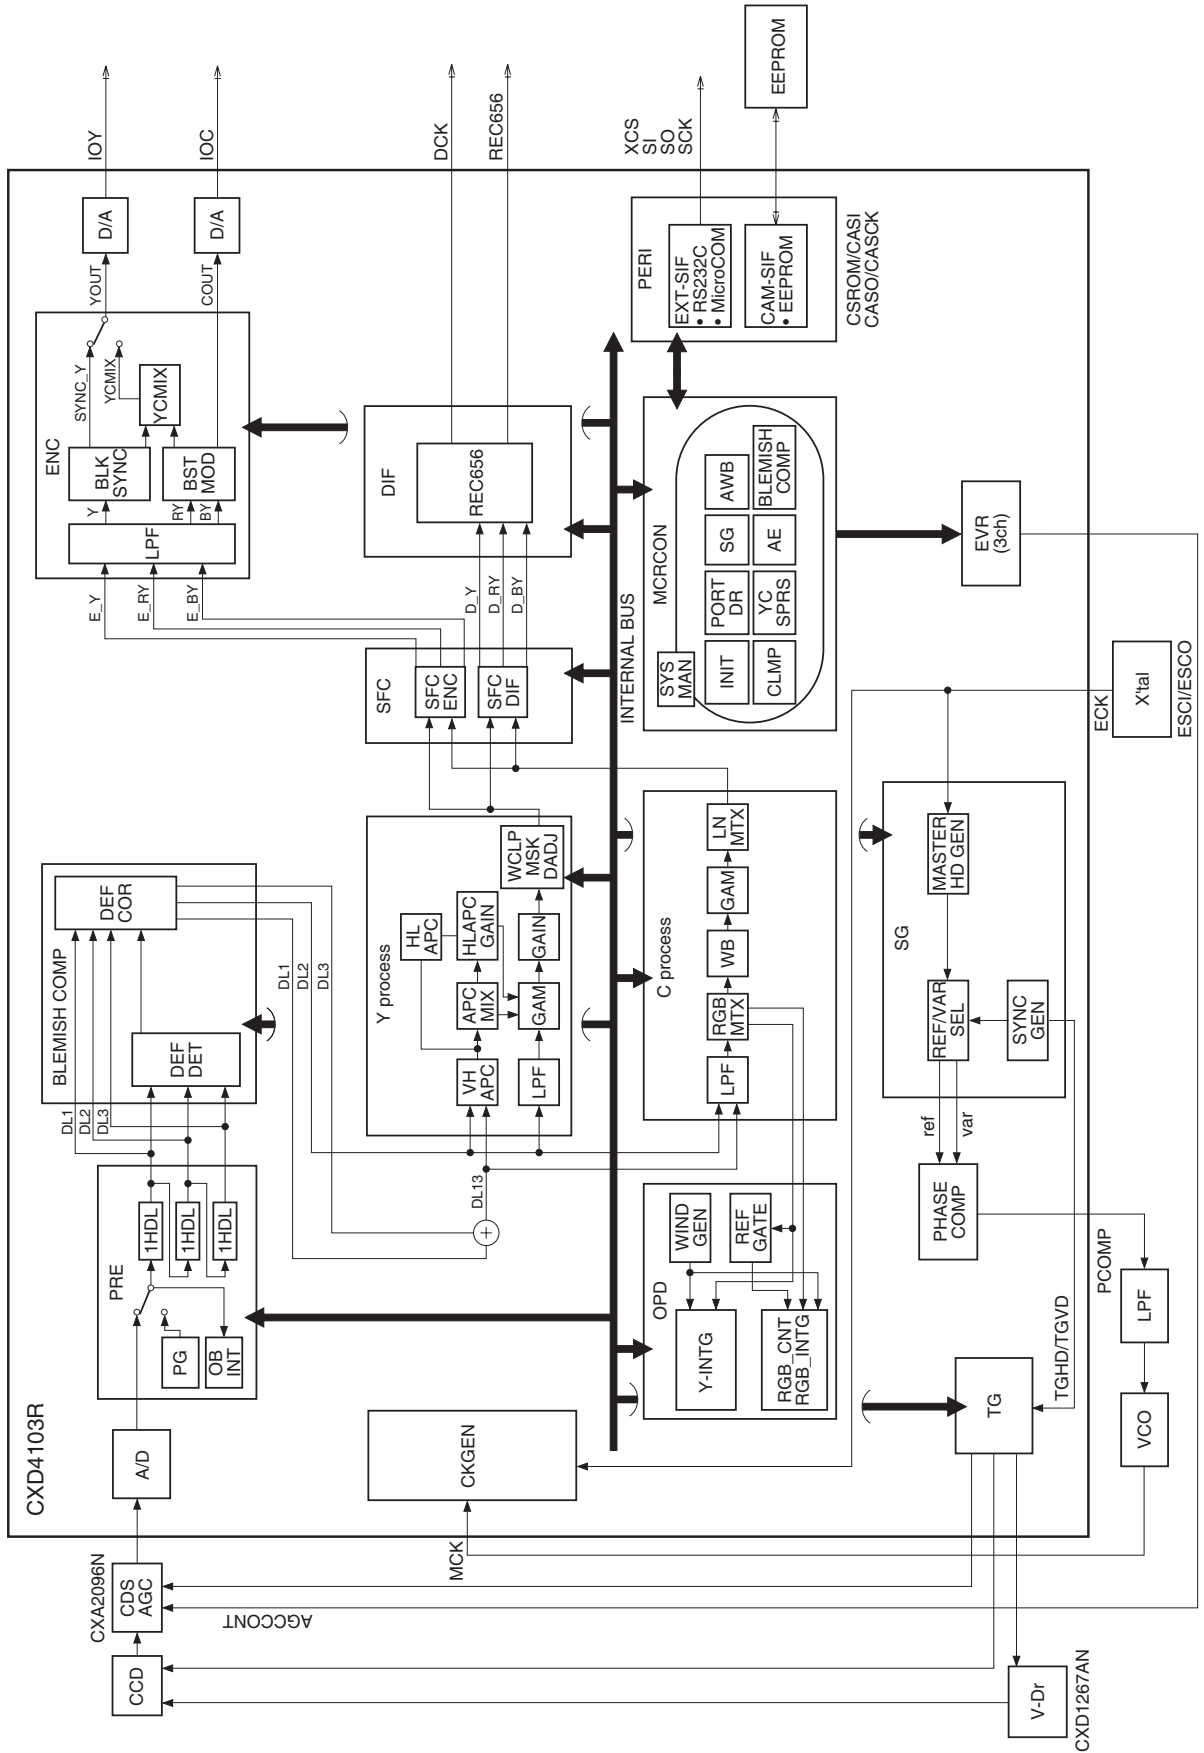 CXD4103R
CXA2096N
CCD
CDS
AGC
A/D
PRE
PG
OB
INT
1HDL
1HDL
1HDL
DL1
DL2
DL3
BLEMISH COMP
DEF
DET
DEF
COR
ENC
LPF
Y
RY
BY
BLK
SYNC
BST
MOD
SYNC_Y
YCMIX
YCMIX
YOUT
COUT
D/A
D/A
IOY
IOC
E_Y
E_RY
E_BY
AGCCONT
MCK
CKGEN
DL13
+
DL1
DL2
DL3
Y process
VH
APC
LPF
HL
APC
APC
MIX
GAM
HLAPC
GAIN
GAIN
WCLP
MSK
DADJ
SFC
SFC
ENC
SFC
DIF
D_Y
D_RY
D_BY
DIF
REC656
DCK
REC656
INTERNAL BUS
OPD
Y-INTG
RGB_CNT
RGB_INTG
WIND
GEN
REF
GATE
C process
LPF
RGB
MTX
WB
GAM
LN
MTX
MCRCON
SYS
MAN
INIT
PORT
DR
SG
AWB
CLMP
YC
SPRS
AE
BLEMISH
COMP
PERI
EXT-SIF
• RS232C
• MicroCOM
CAM-SIF
• EEPROM
XCS
SI
SO
SCK
EEPROM
CSROM/CASI
CASO/CASCK
V-Dr
CXD1267AN
TG
TGHD/TGVD
PHASE
COMP
ref
var
SG
REF/VAR
SEL
SYNC
GEN
MASTER
HD GEN
EVR
(3ch)
ECK
X'tal
ESCI/ESCO
PCOMP
LPF
VCO